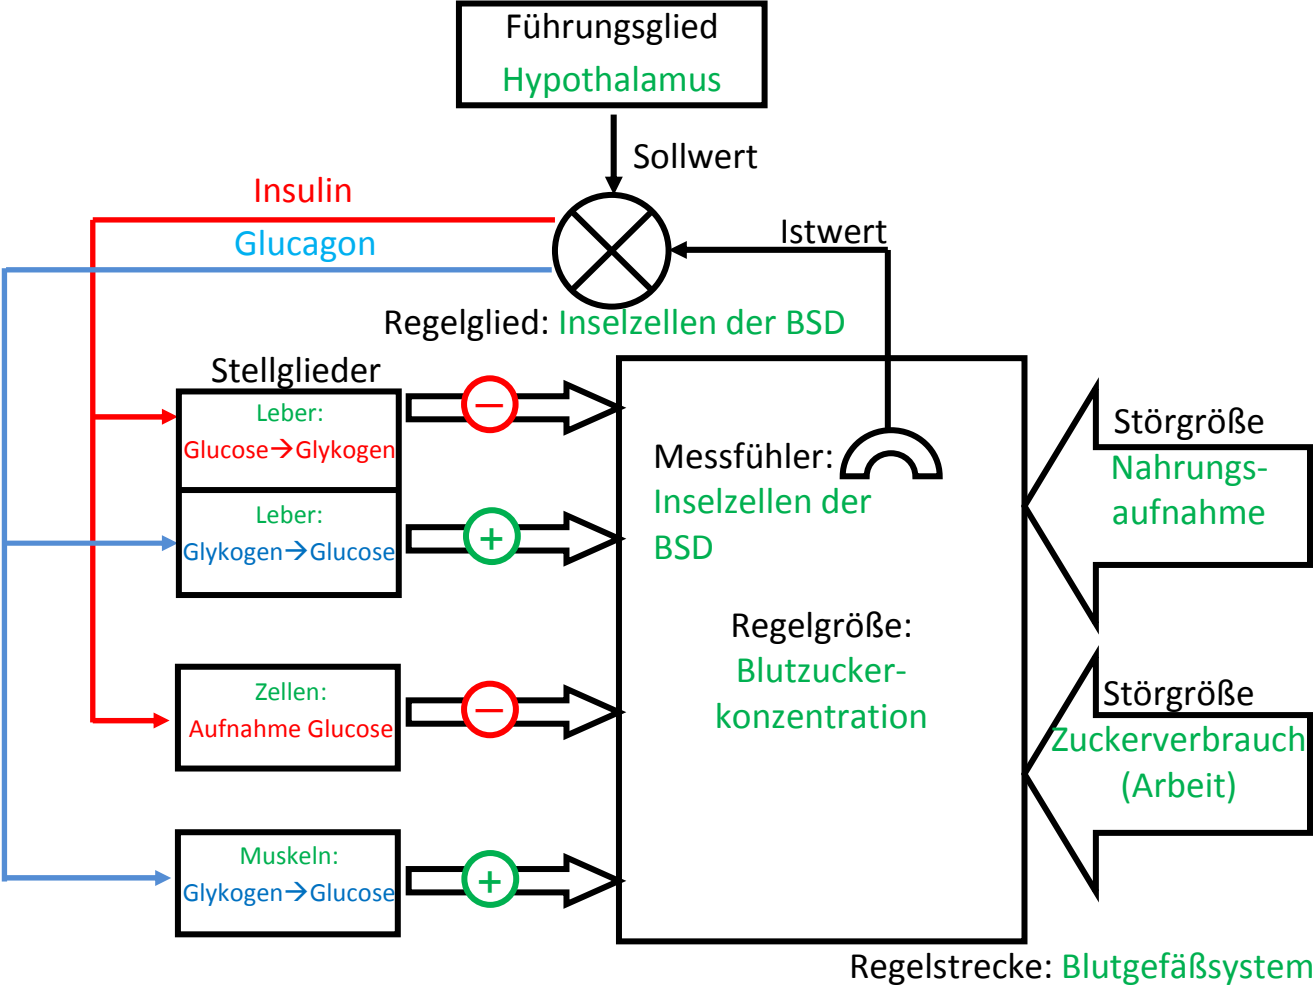 Führungsglied
Hypothalamus
Sollwert
Insulin
Glucagon
Istwert
Regelglied: Inselzellen der BSD
Stellglieder
Leber:
Glucose→Glykogen
Leber:
Glykogen→Glucose
Zellen:
Aufnahme Glucose
Muskeln:
Glykogen→Glucose
−
+
−
+
Messfühler:
Inselzellen der
BSD
Regelgröße:
Blutzucker-
konzentration
Störgröße
Nahrungs-
aufnahme
Störgröße
Zuckerverbrauch
(Arbeit)
Regelstrecke: Blutgefäßsystem